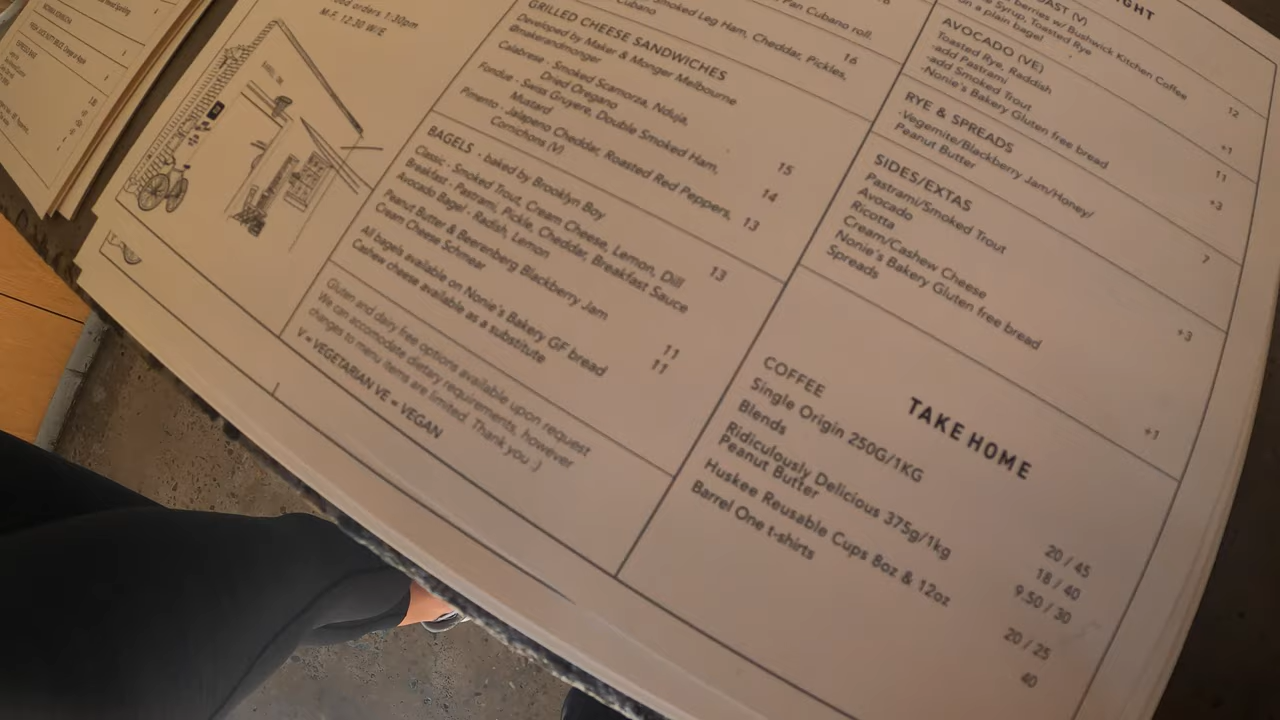 M-F. 12:30 W/E
orders 1:30pm
Pan Cubano roll.
Smoked Leg Ham, Cheddar, Pickles,
Cubano
16
GRILLED CHEESE SANDWICHES
Developed by Maker & Monger Melbourne
@makerandmonger
Calabrese - Smoked Scamorza, Nduja,
Dried Oregano
15
Fondue - Swiss Gruyere, Double Smoked Ham,
Mustard
14
Pimento - Jalapeno Cheddar, Roasted Red Peppers,
Cornichons (V)
13
BAGELS - baked by Brooklyn Boy
Classic - Smoked Trout, Cream Cheese, Lemon, Dill
13
Breakfast - Pastrami, Pickle, Cheddar, Breakfast Sauce
Avocado Bagel - Radish, Lemon
Peanut Butter & Beerenberg Blackberry Jam
11
Cream Cheese Schmear
11
All bagels available on Nonie's Bakery GF bread
Cashew cheese available as a substitute
Gluten and dairy free options available upon request
We can accomodate dietary requirements, however
changes to menu items are limited. Thank you :)
V = VEGETARIAN VE = VEGAN
(V)
berries w/ Bushwick Kitchen Coffee
Syrup, Toasted Rye
on a plain bagel
12
+1
AVOCADO (VE)
Toasted Rye, Raddish
-add Pastrami
-add Smoked Trout
-Nonie's Bakery Gluten free bread
11
+3
RYE & SPREADS
-Vegemite/Blackberry Jam/Honey/
Peanut Butter
7
SIDES/EXTAS
Pastrami/Smoked Trout
Avocado
Ricotta
Cream/Cashew Cheese
Nonie's Bakery Gluten free bread
Spreads
+3
+1
TAKE HOME
COFFEE
Single Origin 250G/1KG
20 / 45
Blends
18 / 40
Ridiculously Delicious 375g/1kg
Peanut Butter
9.50 / 30
Huskee Reusable Cups 8oz & 12oz
20 / 25
Barrel One t-shirts
40